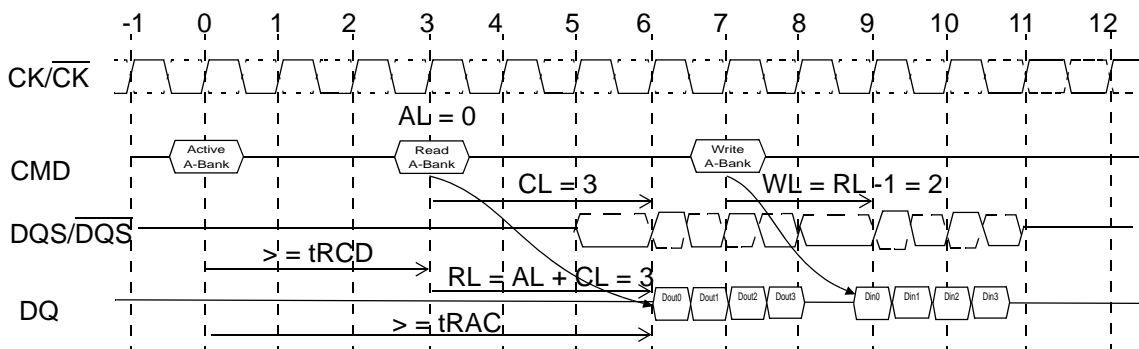 -1 0 1 2 3 4 5 6 7 8 9 10 11 12
CK/CK
AL = 0
Active Read Write
A-Bank A-Bank A-Bank
CMD
CL = 3 WL = RL -1 = 2
DQS/DQS
> = tRCD
RL = AL + CL = 3
DQ Dout0 Dout1 Dout2 Dout3 Din0 Din1 Din2 Din3
> = tRAC